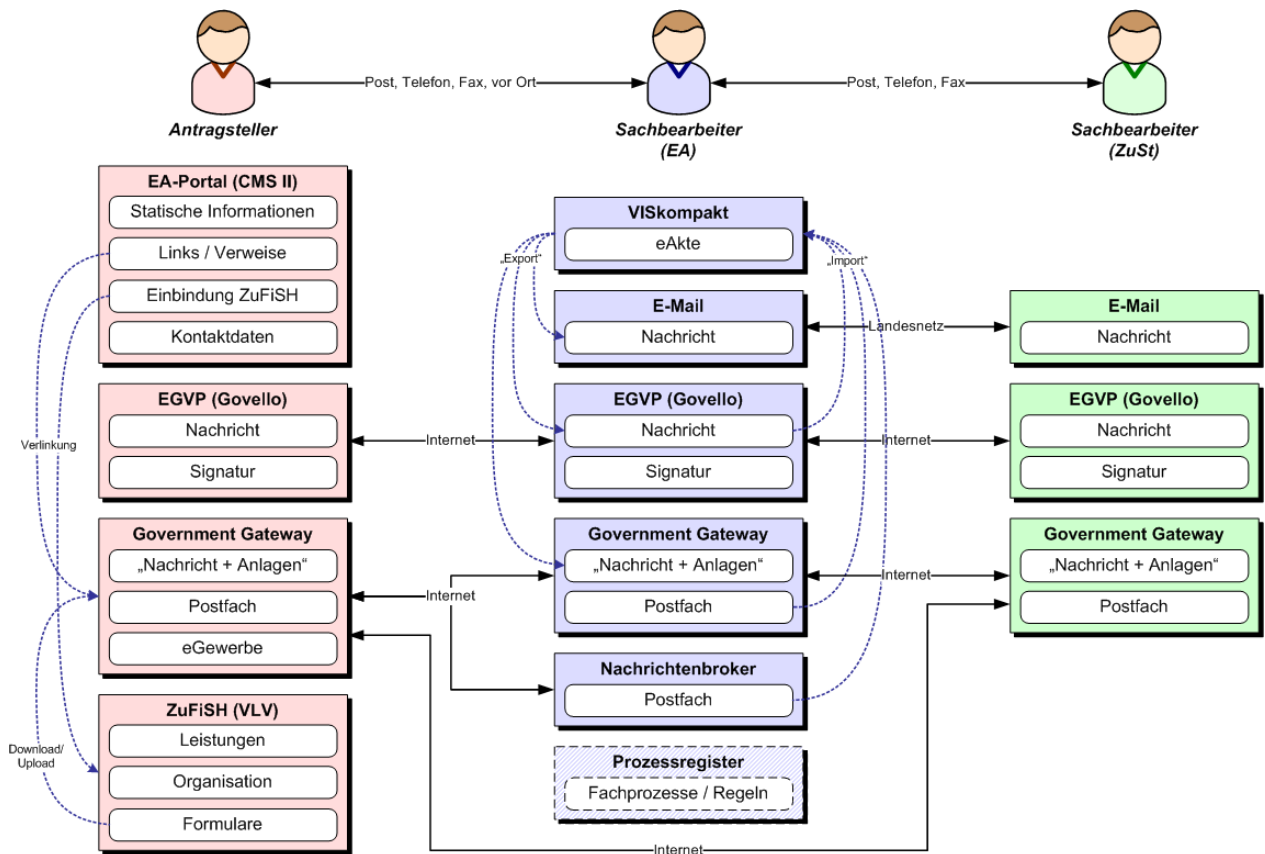 Post, Telefon, Fax, vor Ort
Post, Telefon, Fax
Antragsteller
Sachbearbeiter
(EA)
Sachbearbeiter
(ZuSt)
EA-Portal (CMS II)
Statische Informationen
Links / Verweise
Einbindung ZuFiSH
Kontaktdaten
EGVP (Govello)
Nachricht
Signatur
Government Gateway
„Nachricht + Anlagen“
Postfach
eGewerbe
ZuFiSH (VLV)
Leistungen
Organisation
Formulare
Verlinkung
Download/
Upload
VISkompakt
eAkte
„Export“
„Import“
E-Mail
Nachricht
EGVP (Govello)
Nachricht
Signatur
Government Gateway
„Nachricht + Anlagen“
Postfach
Nachrichtenbroker
Postfach
Prozessregister
Fachprozesse / Regeln
Internet
Internet
Landesnetz
Internet
Internet
Internet
E-Mail
Nachricht
EGVP (Govello)
Nachricht
Signatur
Government Gateway
„Nachricht + Anlagen“
Postfach